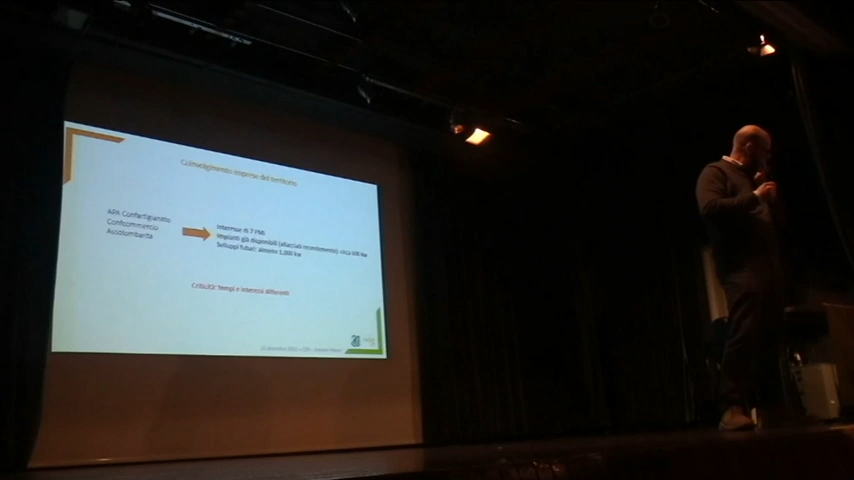 Coinvolgimento imprese del territorio
APA Confartigianato
Confcommercio
Assolombarda
Interesse di 7 PMI
Impianti già disponibili (allacciati recentemente) circa 600 kw
Sviluppi futuri: almeno 1.000 kw
Criticità: tempi e interessi differenti